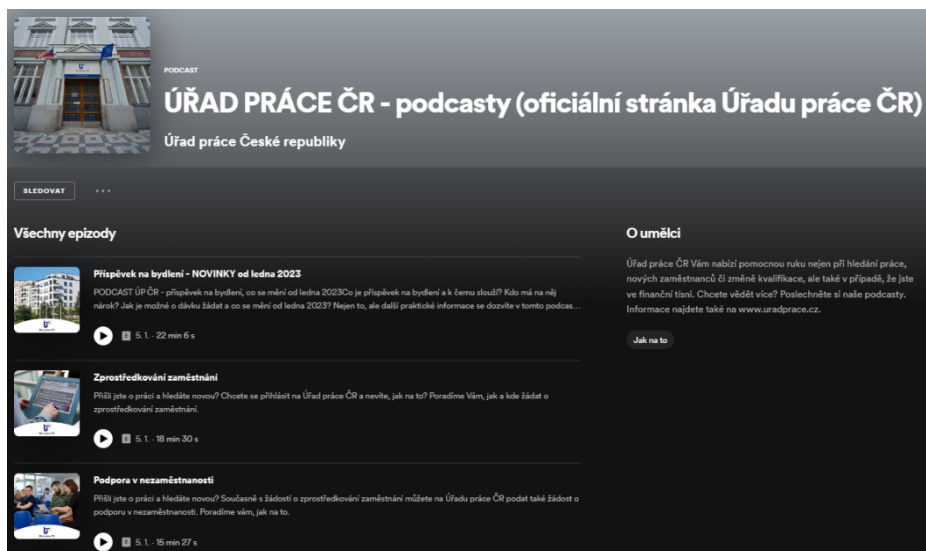 PODCAST
ÚŘAD PRÁCE ČR - podcasty (oficiální stránka Úřadu práce ČR)
Úřad práce České republiky
SLEDOVAT
Všechny epizody
Příspěvek na bydlení - NOVINKY od ledna 2023
PODCAST ÚP ČR - příspěvek na bydlení, co se mění od ledna 2023Co je příspěvek na bydlení a k čemu slouží? Kdo má na něj
nárok? Jak je možné o dávku žádat a co se mění od ledna 2023? Nejen to, ale další praktické informace se dozvíte v tomto podcas...
E 5. 1. · 22 min 6 s
Zprostředkování zaměstnání
Přišli jste o práci a hledáte novou? Chcete se přihlásit na Úřad práce ČR a nevíte, jak na to? Poradíme Vám, jak a kde žádat o
zprostředkování zaměstnání.
E 5. 1. · 18 min 30 s
Podpora v nezaměstnanosti
Přišli jste o práci a hledáte novou? Současně s žádostí o zprostředkování zaměstnání můžete na Úřadu práce ČR podat také žádost o
podporu v nezaměstnanosti. Poradíme vám, jak na to.
E 5. 1. · 15 min 27 s
O umělci
Úřad práce ČR Vám nabízí pomocnou ruku nejen při hledání práce,
nových zaměstnanců či změně kvalifikace, ale také v případě, že jste
ve finanční tísni. Chcete vědět více? Poslechněte si naše podcasty.
Informace najdete také na www.uradprace.cz.
Jak na to